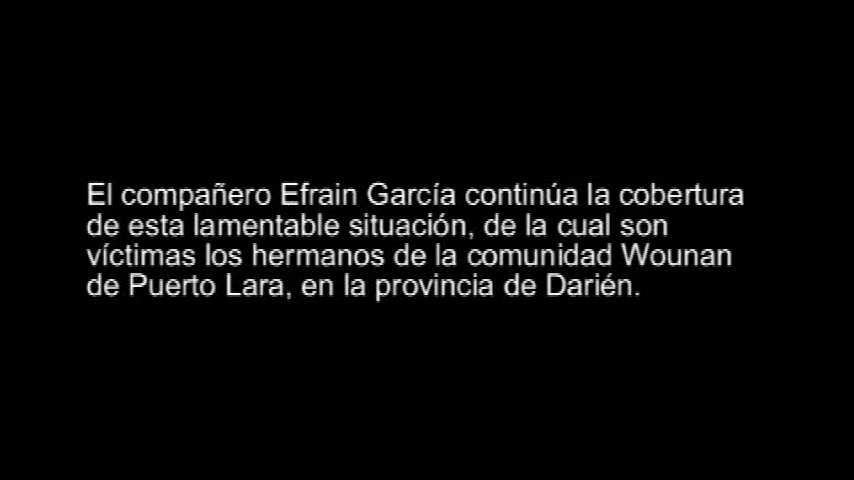 El compañero Efrain García continúa la cobertura
de esta lamentable situación, de la cual son
víctimas los hermanos de la comunidad Wounan
de Puerto Lara, en la provincia de Darién.